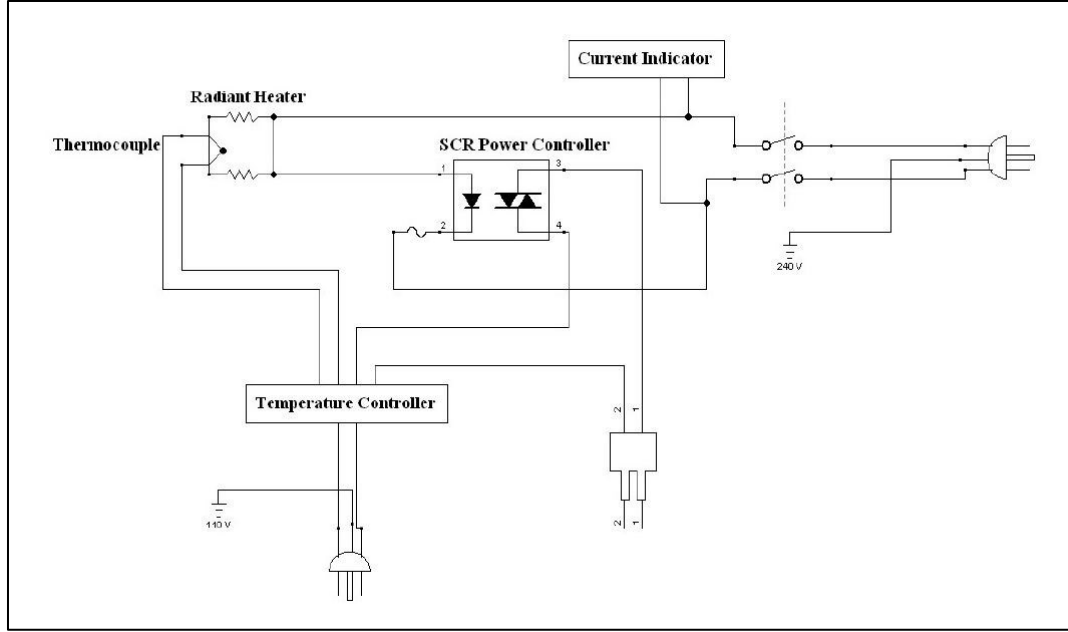 Current Indicator
Radiant Heater
Thermocouple
SCR Power Controller
1
3
2
4
240 V
Temperature Controller
2
1
110 V
2
1